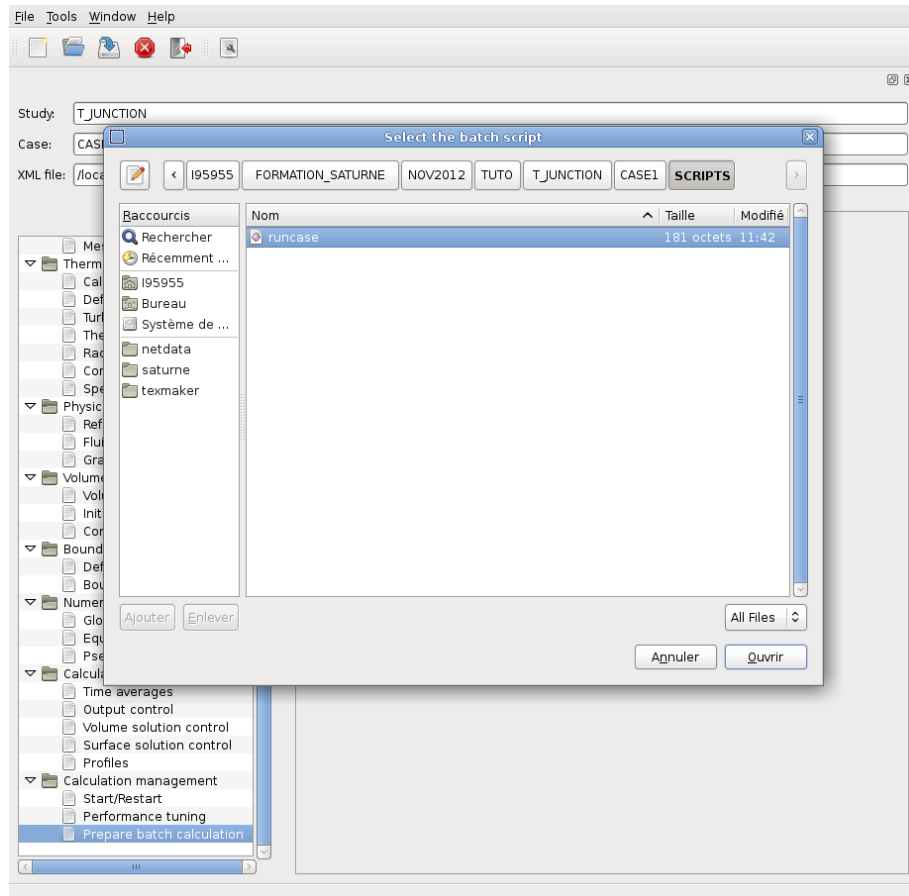 File Tools Window Help
Study: T_JUNCTION
Case: CAS
XML file: /loca
Select the batch script
I95955 FORMATION_SATURNE NOV2012 TUTO T_JUNCTION CASE1 SCRIPTS
Raccourcis
Rechercher
Récemment ...
I95955
Bureau
Système de ...
netdata
saturne
texmaker
Nom Taille Modifié
runcase 181 octets 11:42
Ajouter Enlever
All Files
Annuler Ouvrir
Me
Therm
Cal
Def
Tur
The
Rad
Cor
Spe
Physic
Ref
Flui
Gra
Volume
Volu
Init
Cor
Bound
Def
Bou
Numer
Glo
Equ
Pse
Calcula
Time averages
Output control
Volume solution control
Surface solution control
Profiles
Calculation management
Start/Restart
Performance tuning
Prepare batch calculation